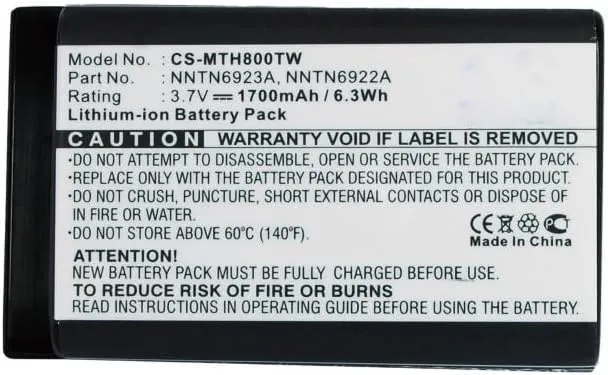 Model No. : CS-MTH800TW
Part No. : NNTN6923A, NNTN6922A
Rating : 3.7V ⎓ 1700mAh / 6.3Wh
Lithium-ion Battery Pack
CAUTION WARRANTY VOID IF LABEL IS REMOVED
•DO NOT ATTEMPT TO DISASSEMBLE, OPEN OR SERVICE THE BATTERY PACK.
•REPLACE ONLY WITH THE BATTERY PACK DESIGNATED FOR THIS PRODUCT.
•DO NOT CRUSH, PUNCTURE, SHORT EXTERNAL CONTACTS OR DISPOSE OF
IN FIRE OR WATER.
•DO NOT STORE ABOVE 60°C (140°F).
CE
Made In China
ATTENTION!
NEW BATTERY PACK MUST BE FULLY CHARGED BEFORE USE.
TO REDUCE RISK OF FIRE OR BURNS
READ INSTRUCTIONS IN OPERATING GUIDE BEFORE USING THE BATTERY.